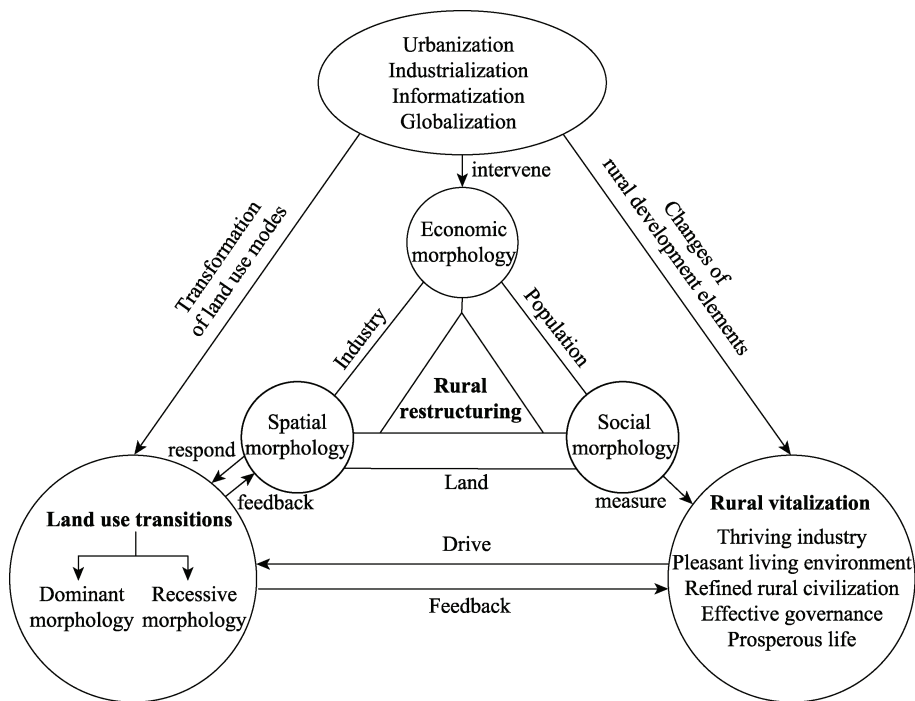 Urbanization
Industrialization
Informatization
Globalization
intervene
Transformation
of land use modes
Changes of
rural development elements
Economic
morphology
Industry
Population
Rural
restructuring
Spatial
morphology
Social
morphology
respond
feedback
Land
measure
Land use transitions
Dominant
morphology
Recessive
morphology
Drive
Feedback
Rural vitalization
Thriving industry
Pleasant living environment
Refined rural civilization
Effective governance
Prosperous life